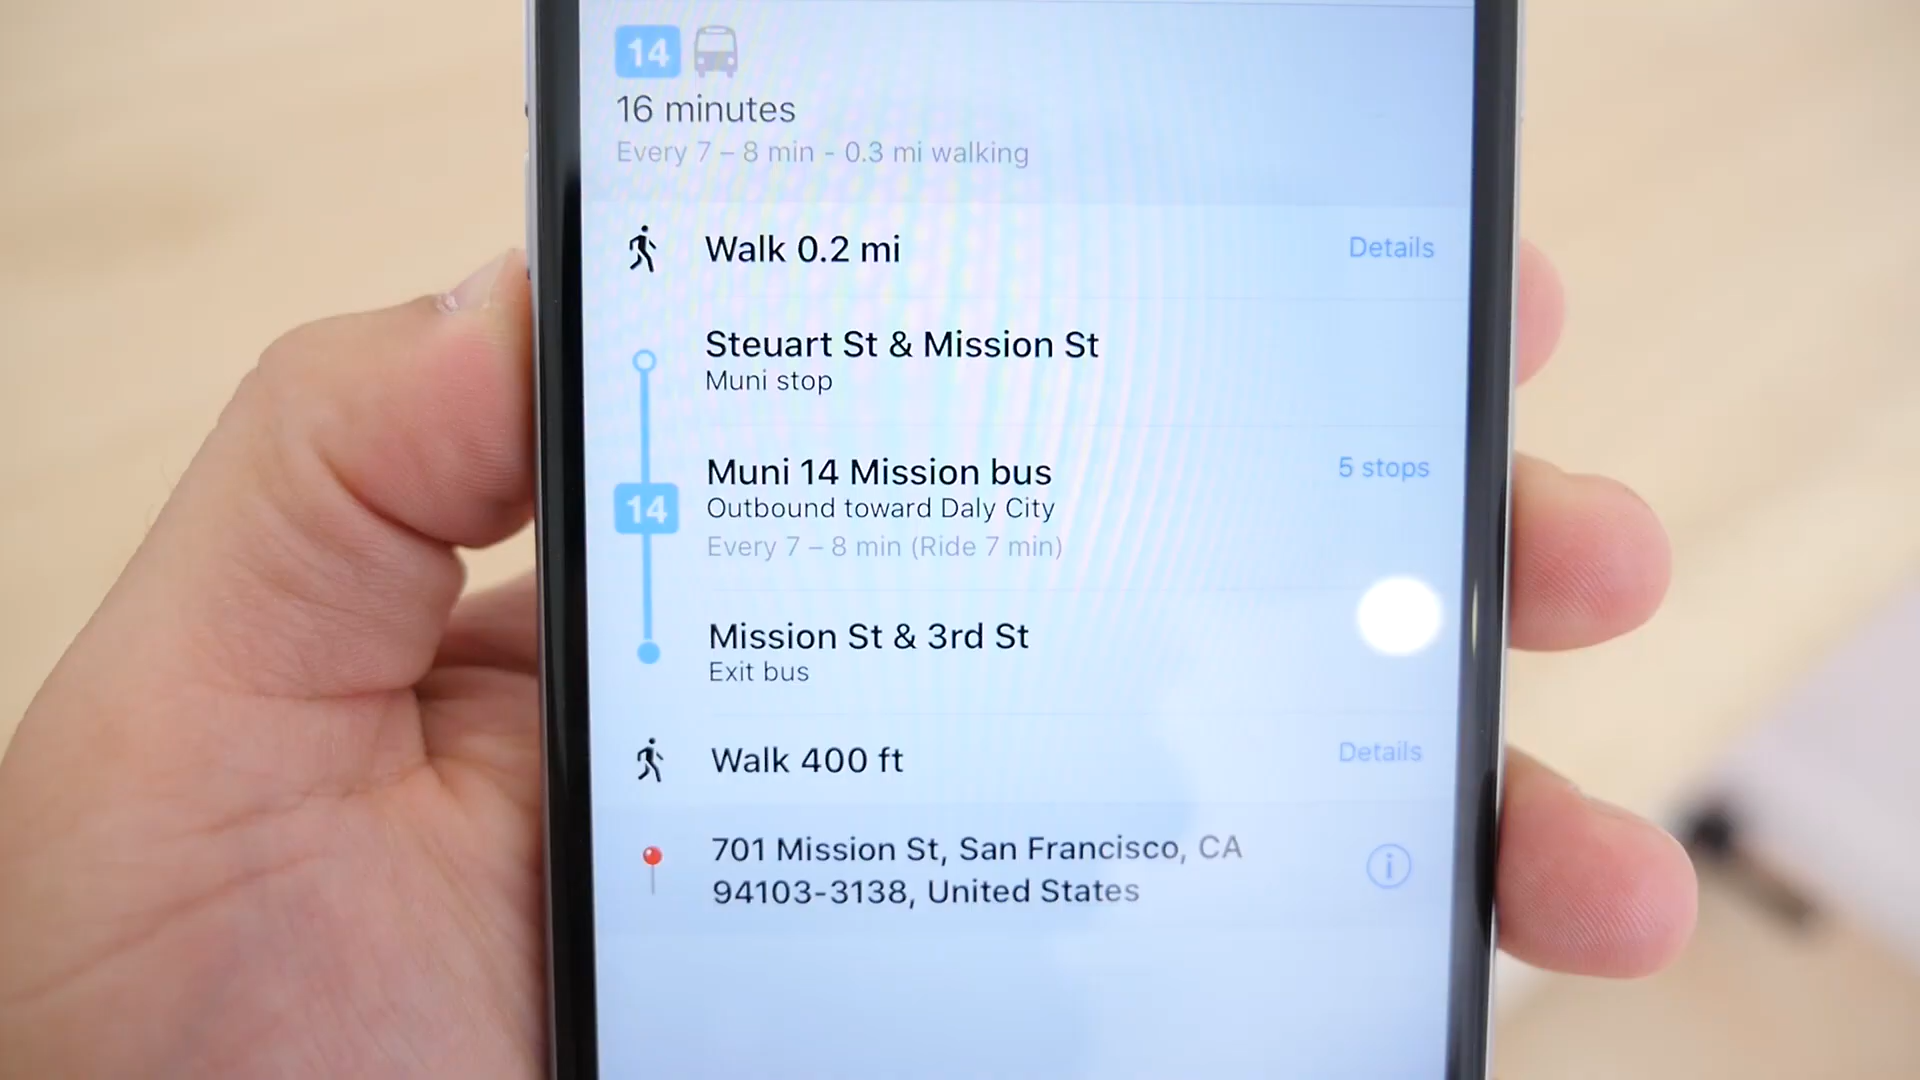 14
16 minutes
Every 7 – 8 min - 0.3 mi walking
Walk 0.2 mi
Details
Steuart St & Mission St
Muni stop
Muni 14 Mission bus
5 stops
14
Outbound toward Daly City
Every 7 – 8 min (Ride 7 min)
Mission St & 3rd St
Exit bus
Walk 400 ft
Details
701 Mission St, San Francisco, CA
94103-3138, United States
i